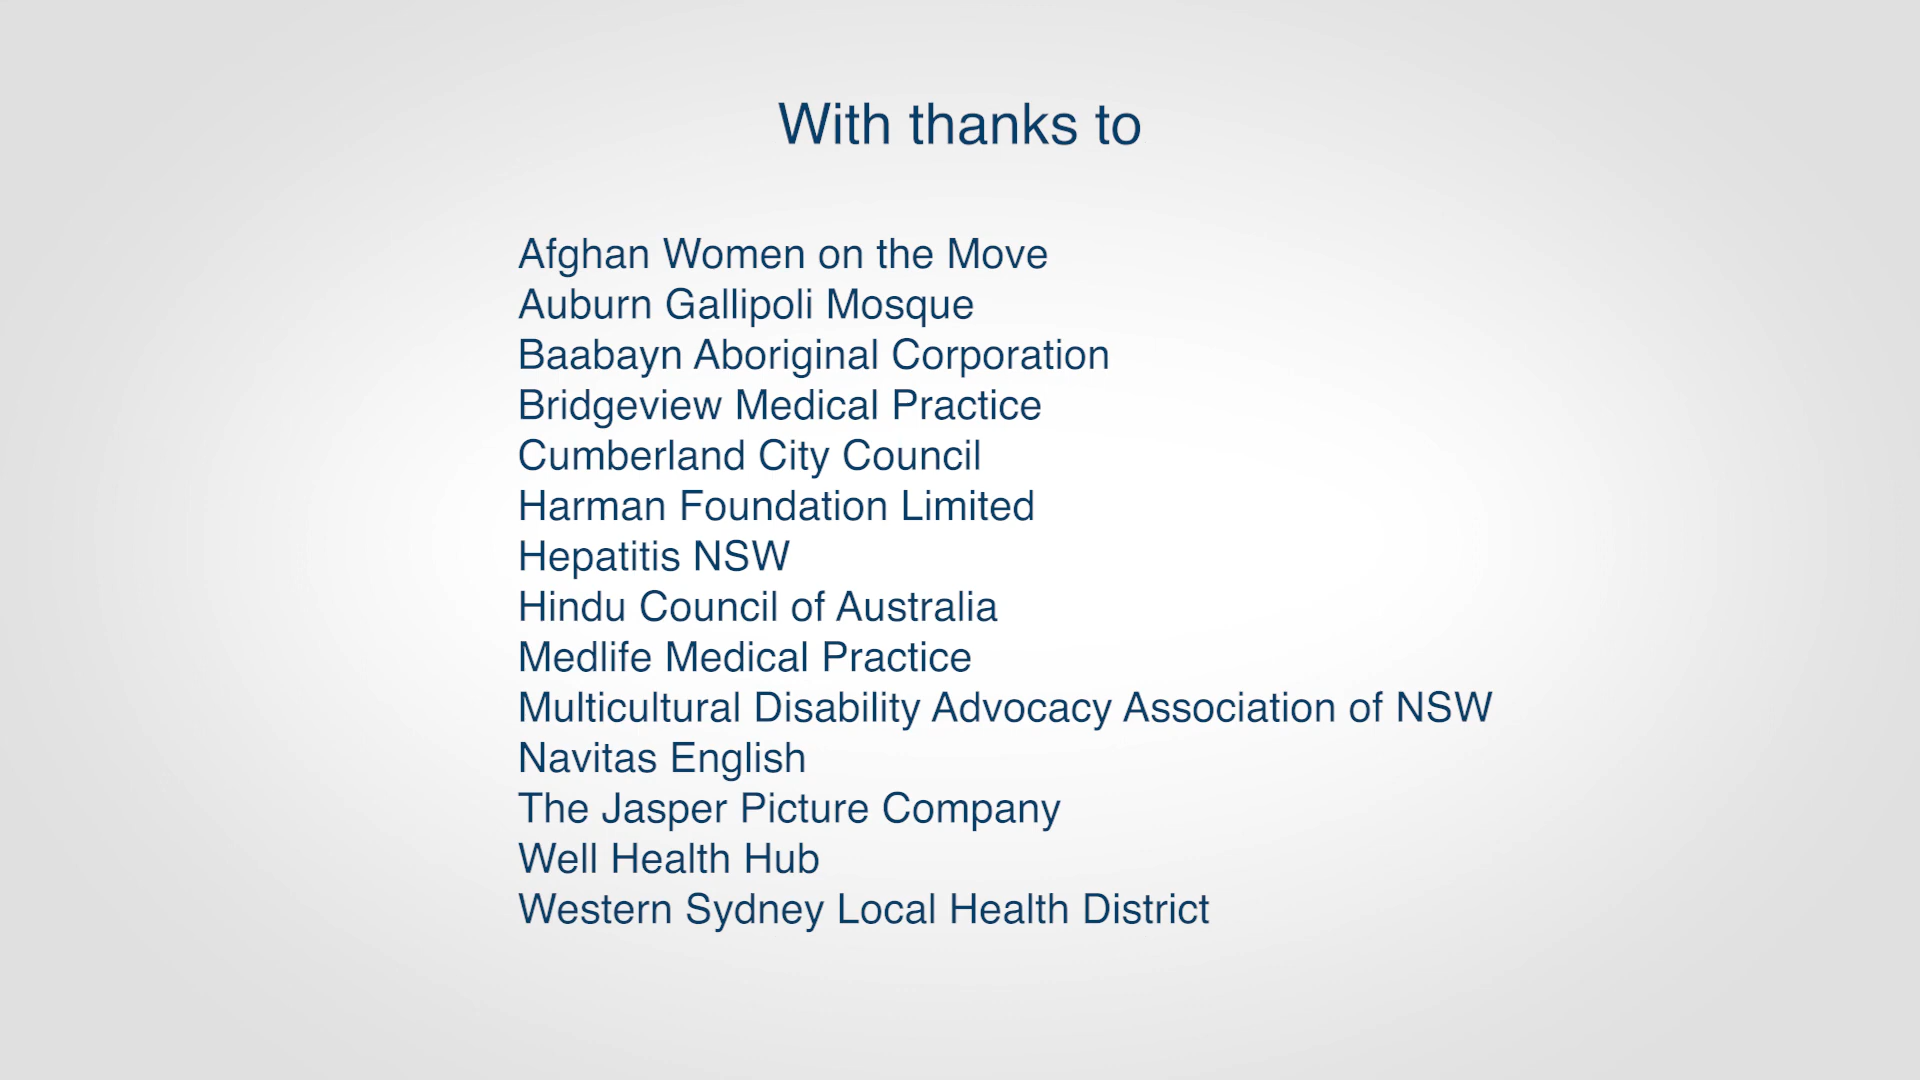 With thanks to
Afghan Women on the Move
Auburn Gallipoli Mosque
Baabayn Aboriginal Corporation
Bridgeview Medical Practice
Cumberland City Council
Harman Foundation Limited
Hepatitis NSW
Hindu Council of Australia
Medlife Medical Practice
Multicultural Disability Advocacy Association of NSW
Navitas English
The Jasper Picture Company
Well Health Hub
Western Sydney Local Health District